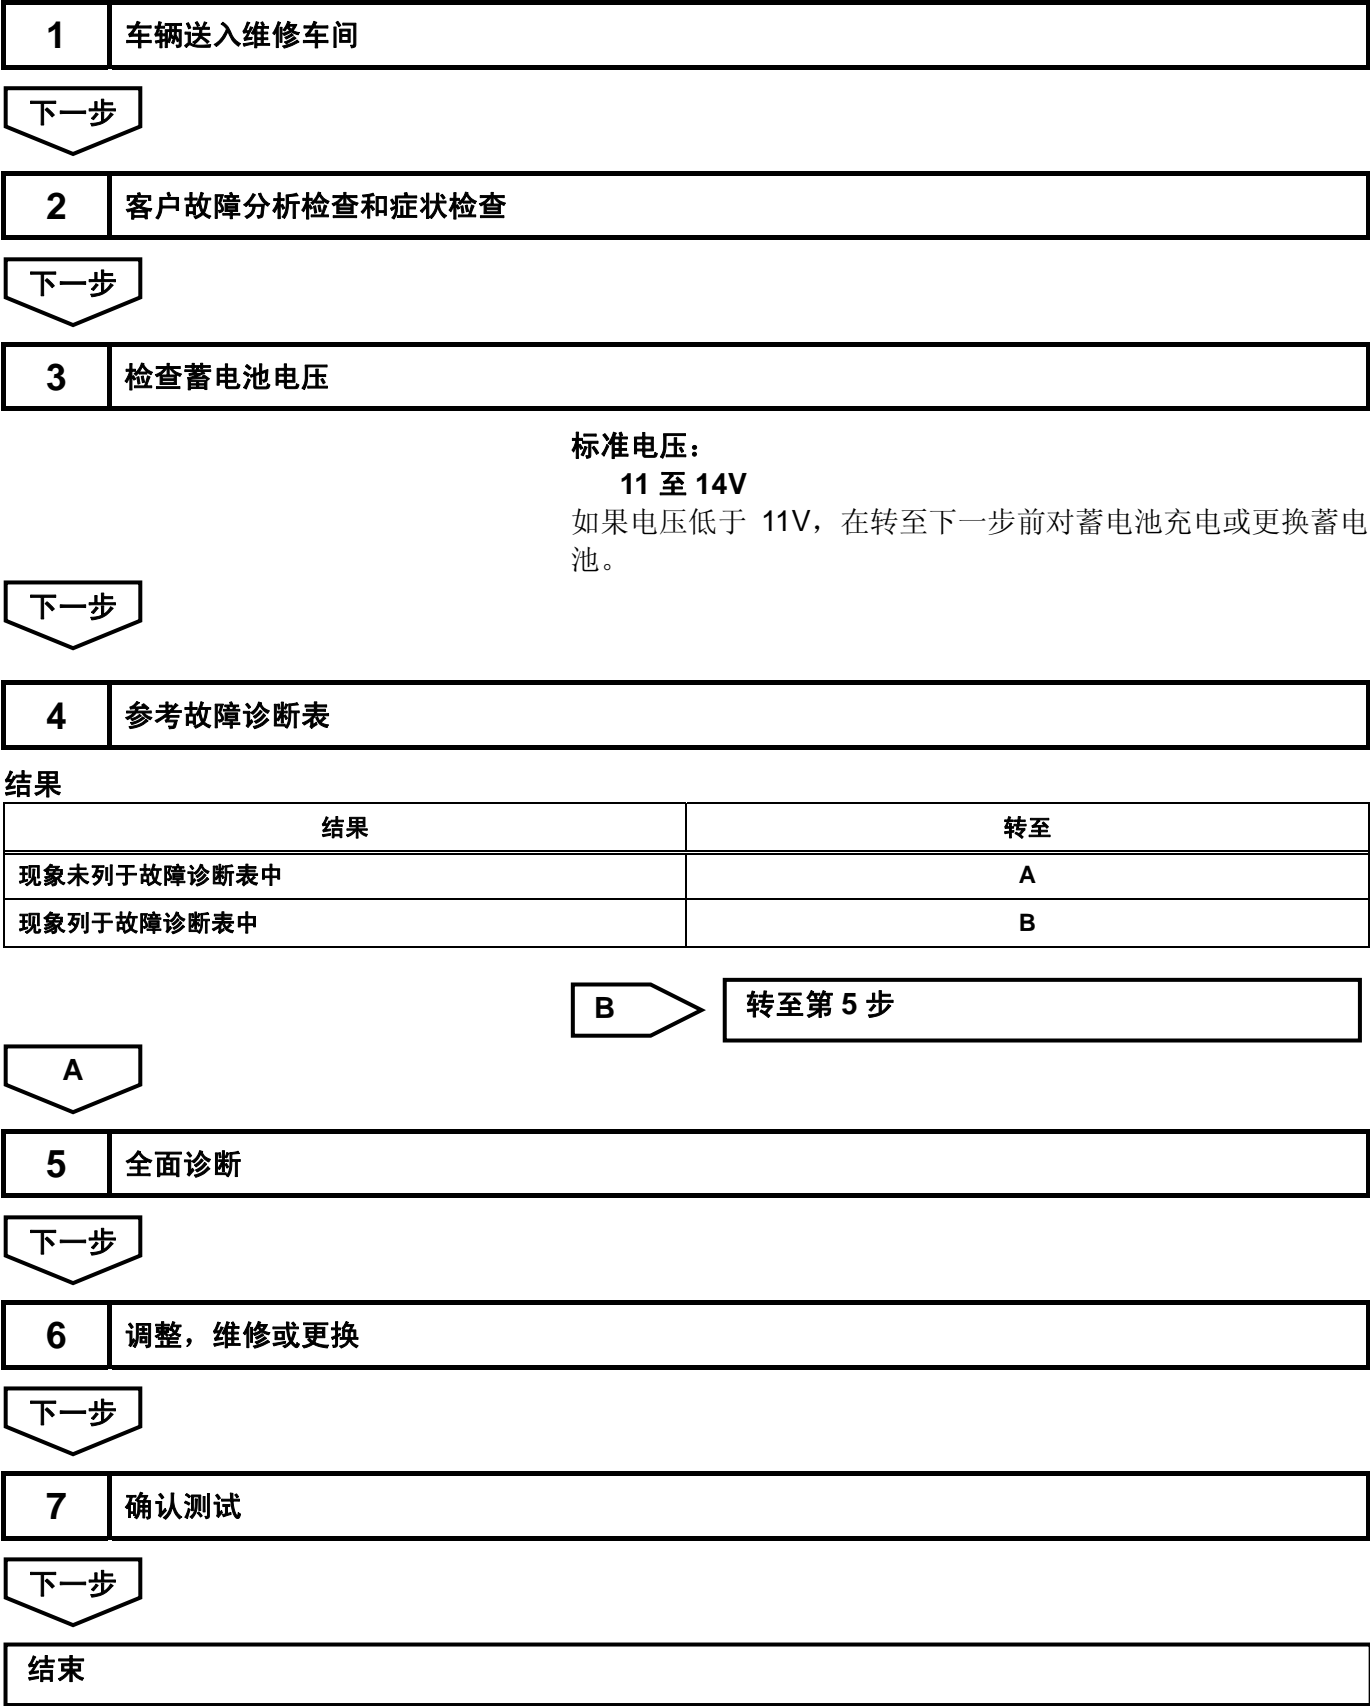 1 车辆送入维修车间
下一步
2 客户故障分析检查和症状检查
下一步
3 检查蓄电池电压
标准电压：
11 至 14V
如果电压低于 11V，在转至下一步前对蓄电池充电或更换蓄电
池。
下一步
4 参考故障诊断表
结果
结果 转至
现象未列于故障诊断表中 A
现象列于故障诊断表中 B
B 转至第 5 步
A
5 全面诊断
下一步
6 调整，维修或更换
下一步
7 确认测试
下一步
结束